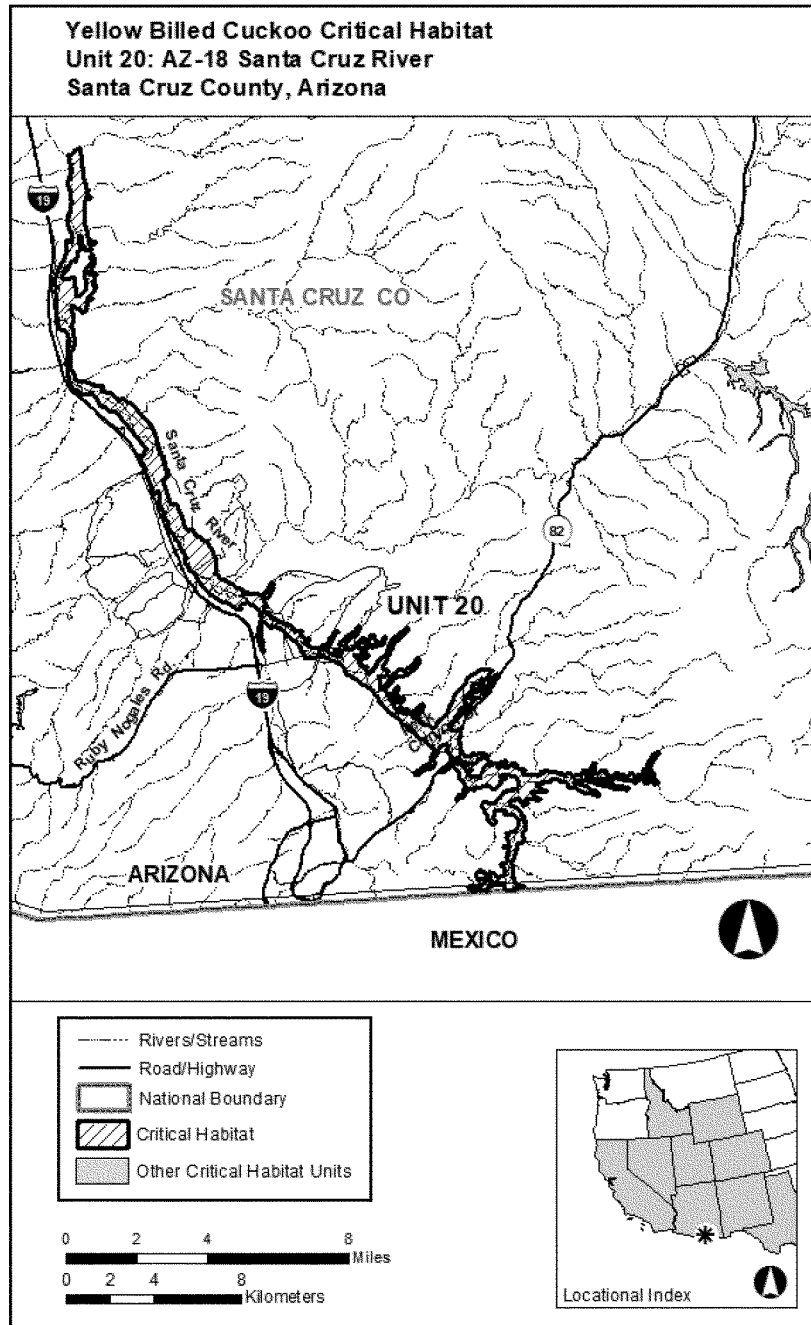 Yellow Billed Cuckoo Critical Habitat
Unit 20: AZ-18 Santa Cruz River
Santa Cruz County, Arizona
19
SANTA CRUZ CO
Santa Cruz River
82
UNIT 20
Ruby Nogales Rd.
19
ARIZONA
MEXICO
Rivers/Streams
Road/Highway
National Boundary
Critical Habitat
Other Critical Habitat Units
0 2 4 8
Miles
0 2 4 8
Kilometers
Locational Index